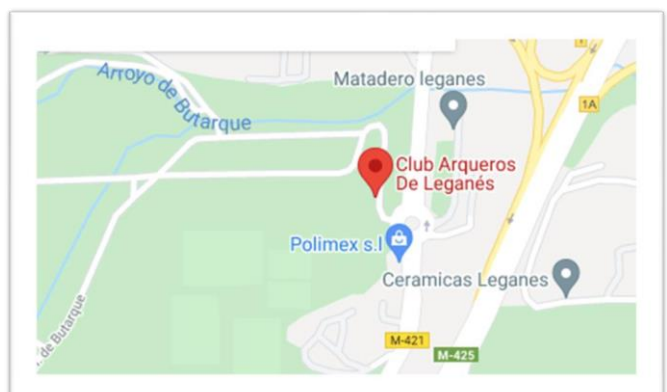 Arroyo de Butarque
Matadero leganes
1A
Club Arqueros
De Leganés
Polimex s.l
Ceramicas Leganes
. de Butarque
M-421
M-425